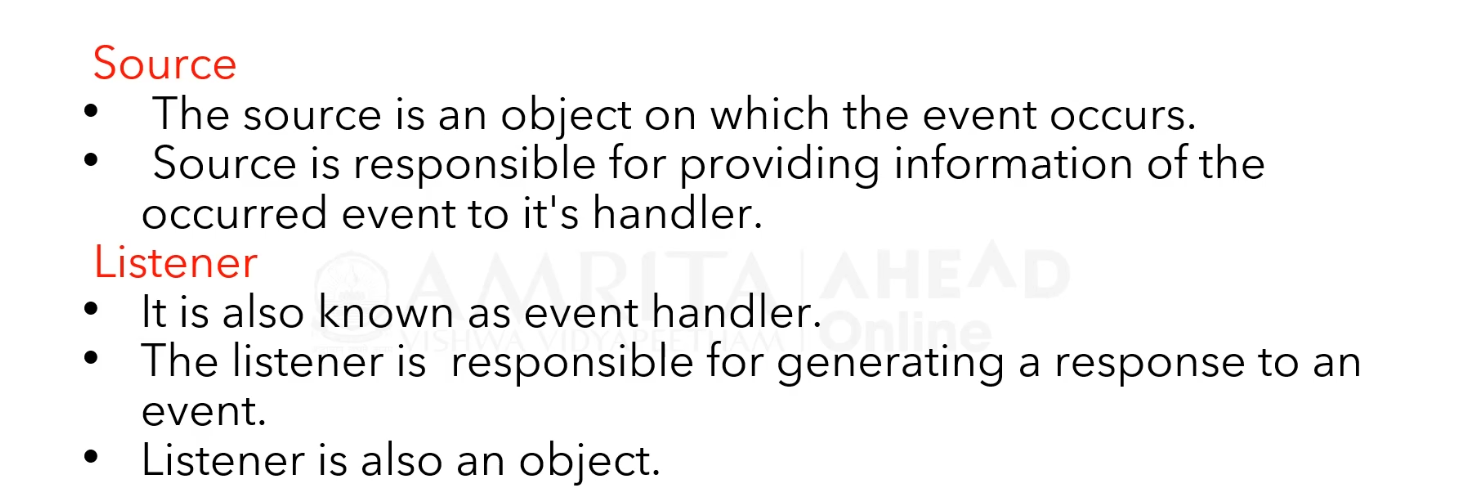 Source
• The source is an object on which the event occurs.
• Source is responsible for providing information of the
occurred event to it's handler.
Listener
AMRITA AHEAD
• It is also known as event handler.
VISHWA VIDYAPEETHAM Online
• The listener is responsible for generating a response to an
event.
• Listener is also an object.